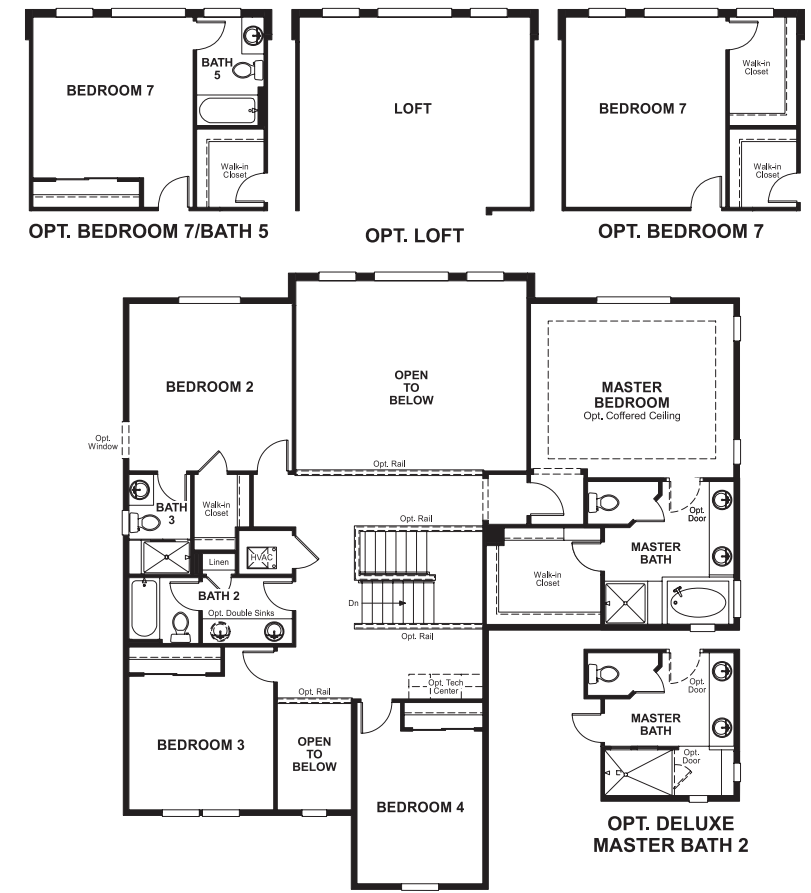 BEDROOM 7
BATH
5
Walk-in
Closet
OPT. BEDROOM 7/BATH 5
LOFT
OPT. LOFT
BEDROOM 7
Walk-in
Closet
Walk-in
Closet
OPT. BEDROOM 7
BEDROOM 2
Opt.
Window
OPEN
TO
BELOW
MASTER
BEDROOM
Opt. Coffered Ceiling
Opt. Rail
BATH
3
Walk-in
Closet
Opt. Rail
Opt.
Door
MASTER
BATH
Linen
HVAC
Walk-in
Closet
BATH 2
Opt. Double Sinks
Dn
Opt. Rail
Opt. Tech
Center
Opt. Rail
BEDROOM 3
OPEN
TO
BELOW
BEDROOM 4
Opt.
Door
MASTER
BATH
Opt.
Door
OPT. DELUXE
MASTER BATH 2